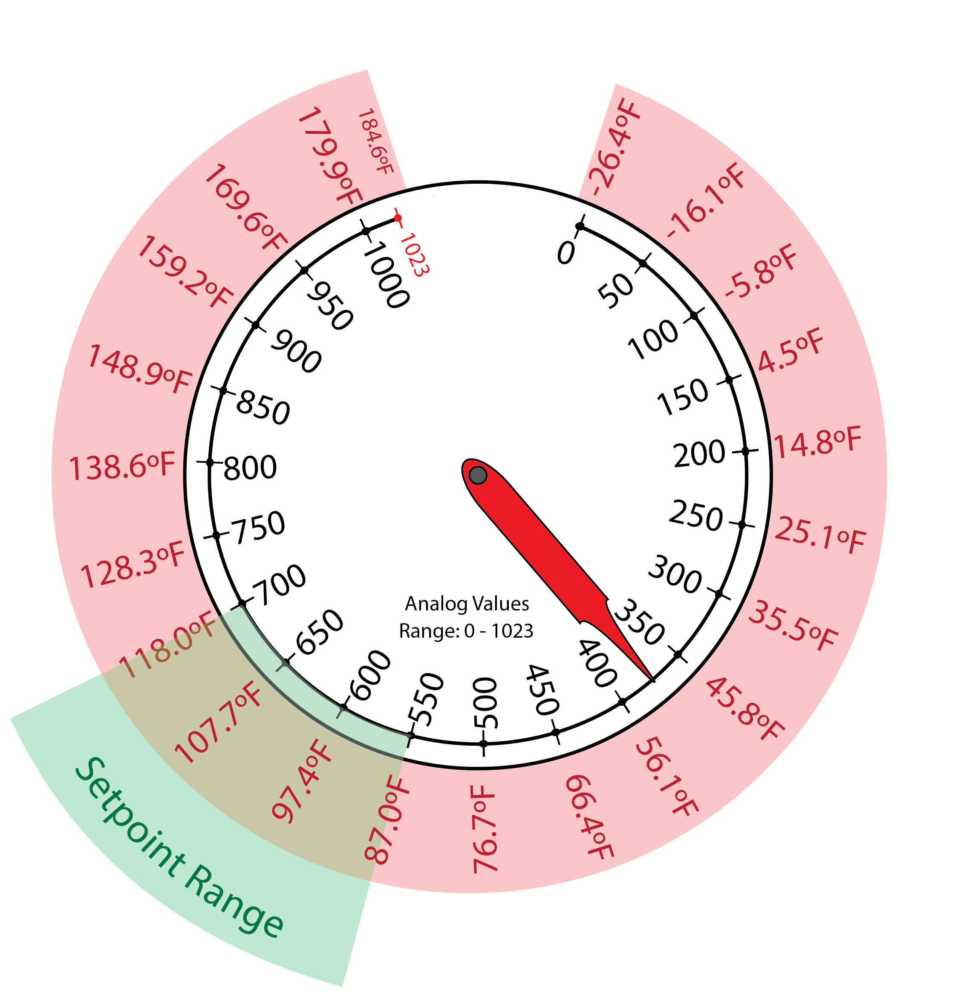 -26.4ºF
-16.1ºF
-5.8ºF
4.5ºF
14.8ºF
25.1ºF
35.5ºF
45.8ºF
56.1ºF
66.4ºF
76.7ºF
87.0ºF
97.4ºF
107.7ºF
118.0ºF
128.3ºF
138.6ºF
148.9ºF
159.2ºF
169.6ºF
179.9ºF
184.6ºF
0
50
100
150
200
250
300
350
400
450
500
550
600
650
700
750
800
850
900
950
1000
1023
Analog Values
Range: 0 - 1023
Setpoint Range